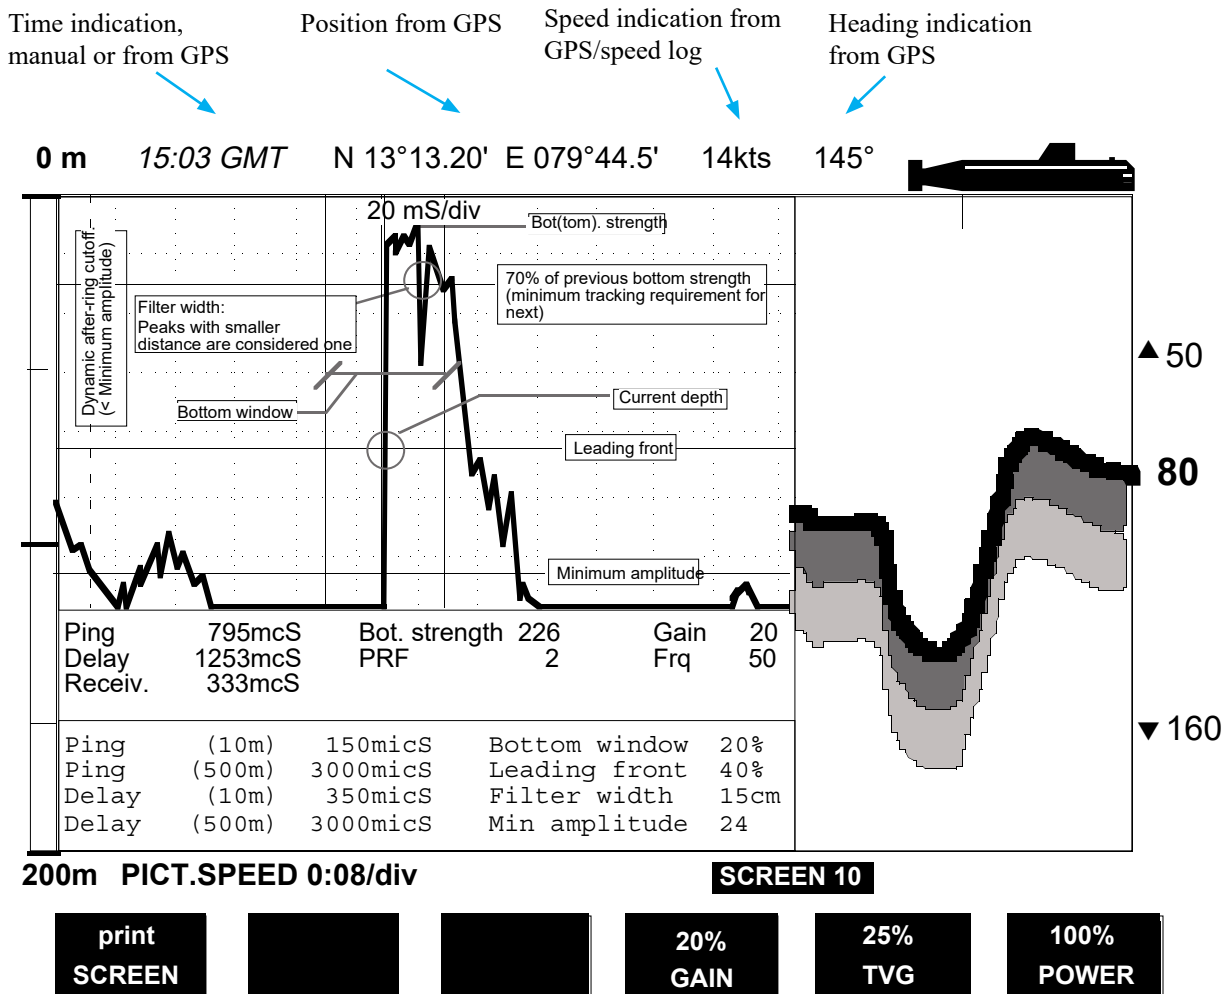 Time indication,
manual or from GPS
Position from GPS
Speed indication from
GPS/speed log
Heading indication
from GPS
0 m
15:03 GMT
N 13°13.20' E 079°44.5'
14kts
145°
20 mS/div
Bot(tom). strength
Dynamic after-ring cutoff.
(< Minimum amplitude)
70% of previous bottom strength
(minimum tracking requirement for
next)
Filter width:
Peaks with smaller
distance are considered one
Bottom window
Current depth
Leading front
Minimum amplitude
▲ 50
80
▼ 160
Ping 795mcS Bot. strength 226 Gain 20
Delay 1253mcS PRF 2 Frq 50
Receiv. 333mcS
Ping (10m) 150micS Bottom window 20%
Ping (500m) 3000micS Leading front 40%
Delay (10m) 350micS Filter width 15cm
Delay (500m) 3000micS Min amplitude 24
200m PICT.SPEED 0:08/div
SCREEN 10
print
SCREEN
20%
GAIN
25%
TVG
100%
POWER